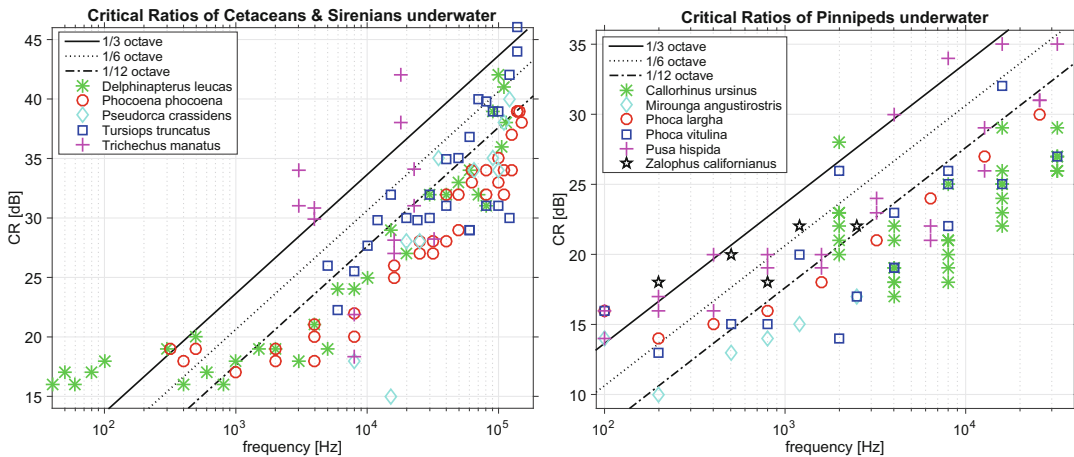 Critical Ratios of Cetaceans & Sirenians underwater
45
40
35
30
25
20
15
CR [dB]
1/3 octave
1/6 octave
1/12 octave
Delphinapterus leucas
Phocoena phocoena
Pseudorca crassidens
Tursiops truncatus
Trichechus manatus
10^2
10^3
10^4
10^5
frequency [Hz]
Critical Ratios of Pinnipeds underwater
35
30
25
20
15
10
CR [dB]
1/3 octave
1/6 octave
1/12 octave
Callorhinus ursinus
Mirounga angustirostris
Phoca largha
Phoca vitulina
Pusa hispida
Zalophus californianus
10^2
10^3
10^4
frequency [Hz]